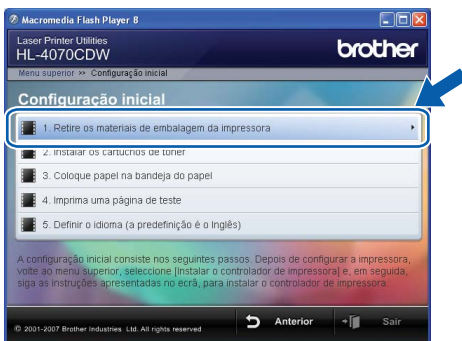 Macromedia Flash Player 8
Laser Printer Utilities
HL-4070CDW
brother
Menu superior >> Configuração inicial
Configuração inicial
1. Retire os materiais de embalagem da impressora
2. Instalar os cartuchos de toner
3. Coloque papel na bandeja do papel
4. Imprima uma página de teste
5. Definir o idioma (a predefinição é o Inglês)
A configuração inicial consiste nos seguintes passos. Depois de configurar a impressora,
volte ao menu superior, seleccione [Instalar o controlador de impressora] e, em seguida,
siga as instruções apresentadas no ecrã, para instalar o controlador de impressora.
© 2001-2007 Brother Industries Ltd. All rights reserved
Anterior
Sair